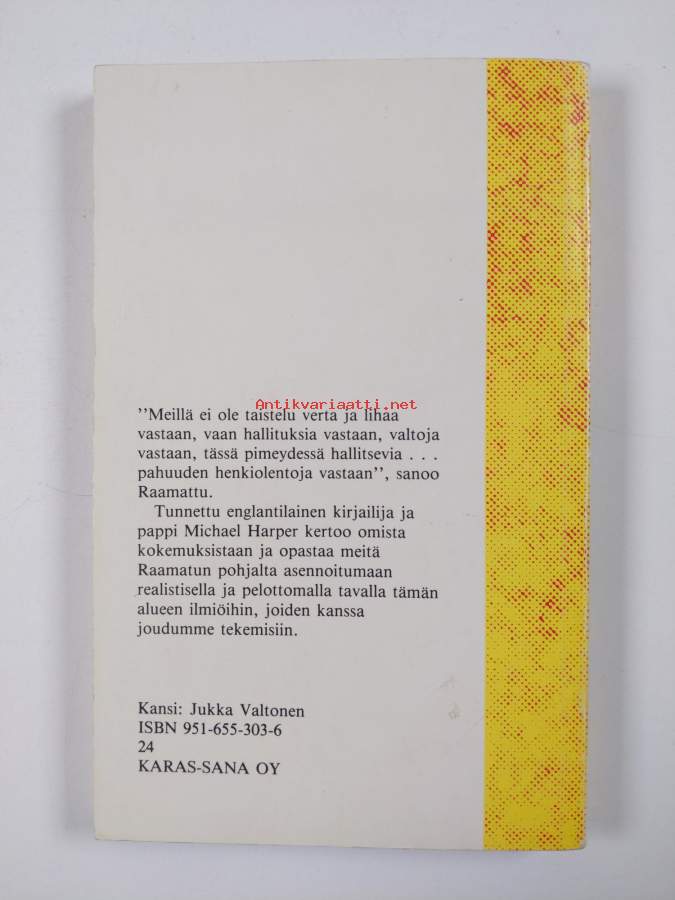 Antikvariaatti.net
''Meillä ei ole taistelu verta ja lihaa
vastaan, vaan hallituksia vastaan, valtoja
vastaan, tässä pimeydessä hallitsevia . . .
pahuuden henkiolentoja vastaan'', sanoo
Raamattu.
Tunnettu englantilainen kirjailija ja
pappi Michael Harper kertoo omista
kokemuksistaan ja opastaa meitä
Raamatun pohjalta asennoitumaan
realistisella ja pelottomalla tavalla tämän
alueen ilmiöihin, joiden kanssa
joudumme tekemisiin.
Kansi: Jukka Valtonen
ISBN 951-655-303-6
24
KARAS-SANA OY